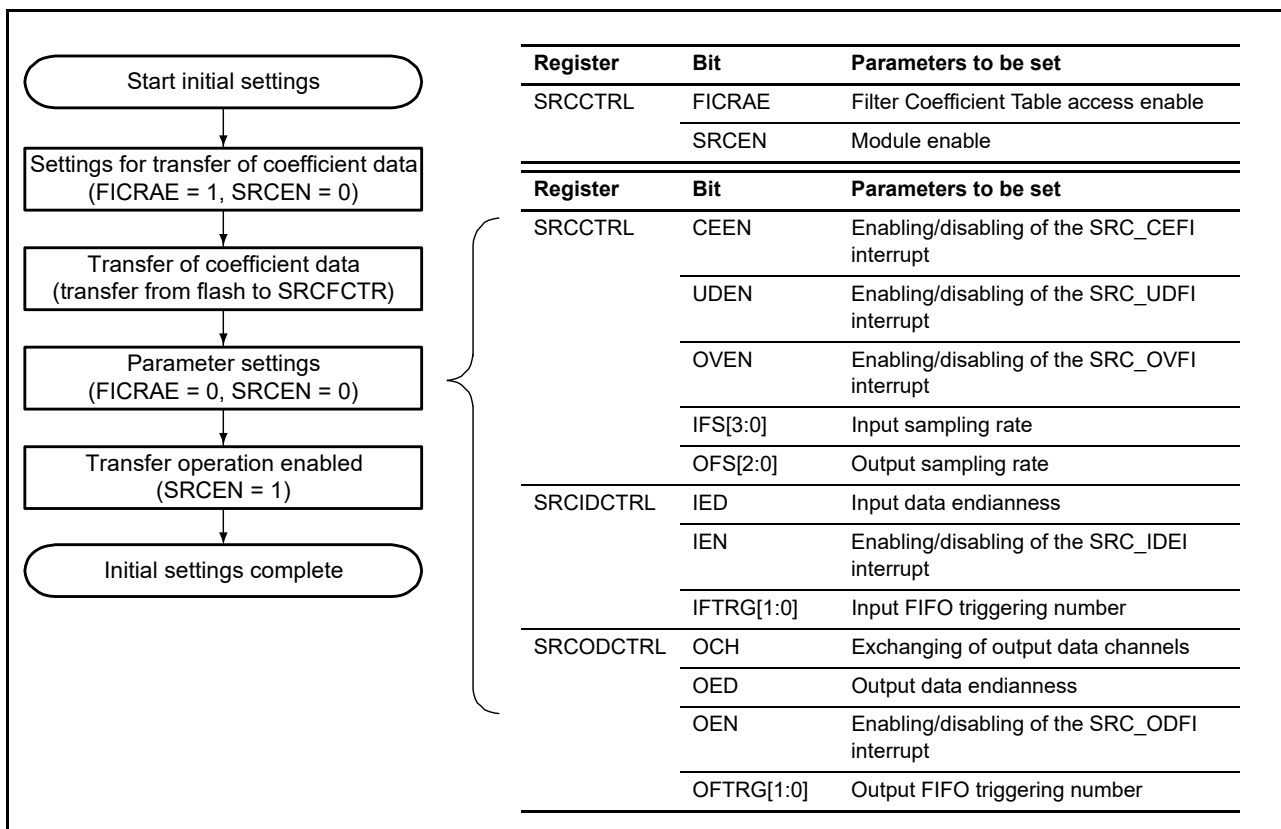 Start initial settings
Settings for transfer of coefficient data
(FICRAE = 1, SRCEN = 0)
Transfer of coefficient data
(transfer from flash to SRCFCTR)
Parameter settings
(FICRAE = 0, SRCEN = 0)
Transfer operation enabled
(SRCEN = 1)
Initial settings complete
Register Bit Parameters to be set
SRCCTRL FICRAE Filter Coefficient Table access enable
SRCEN Module enable
Register Bit Parameters to be set
SRCCTRL CEEN Enabling/disabling of the SRC_CEFI
interrupt
UDEN Enabling/disabling of the SRC_UDFI
interrupt
OVEN Enabling/disabling of the SRC_OVFI
interrupt
IFS[3:0] Input sampling rate
OFS[2:0] Output sampling rate
SRCIDCTRL IED Input data endianness
IEN Enabling/disabling of the SRC_IDEI
interrupt
IFTRG[1:0] Input FIFO triggering number
SRCODCTRL OCH Exchanging of output data channels
OED Output data endianness
OEN Enabling/disabling of the SRC_ODFI
interrupt
OFTRG[1:0] Output FIFO triggering number